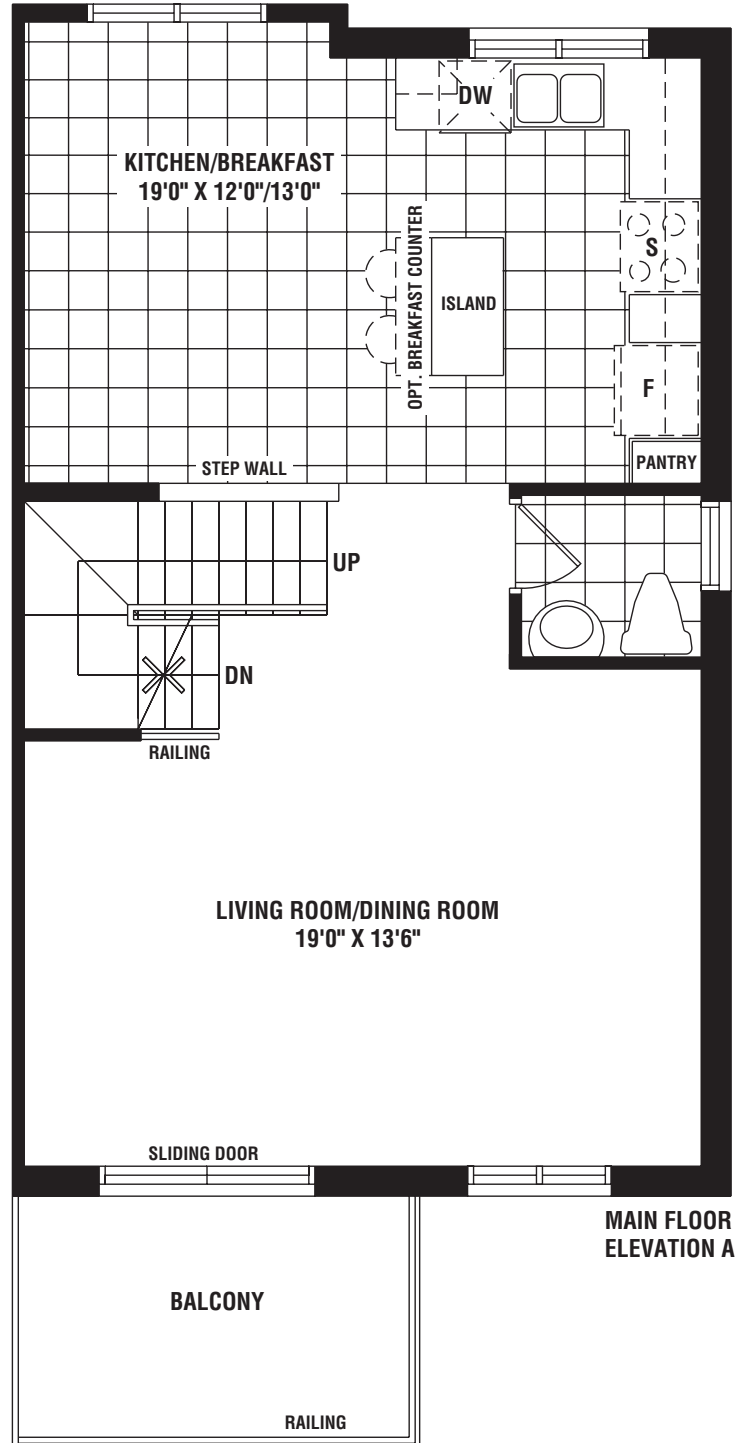 DW
KITCHEN/BREAKFAST
19'0" X 12'0"/13'0"
OPT. BREAKFAST COUNTER
S
ISLAND
F
STEP WALL
PANTRY
UP
DN
RAILING
LIVING ROOM/DINING ROOM
19'0" X 13'6"
SLIDING DOOR
MAIN FLOOR
ELEVATION A
BALCONY
RAILING